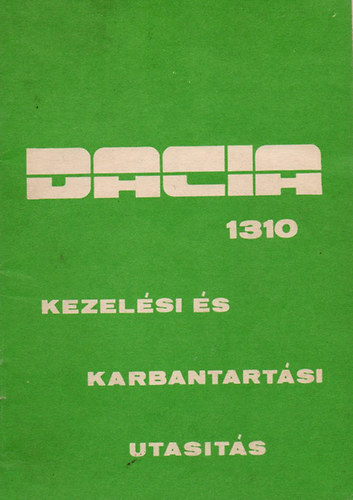 DACIA
1310
KEZELÉSI ÉS
KARBANTARTÁSI
UTASITÁS